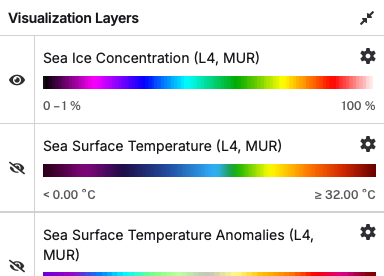 Visualization Layers
Sea Ice Concentration (L4, MUR)
0 – 1 % 100 %
Sea Surface Temperature (L4, MUR)
< 0.00 °C ≥ 32.00 °C
Sea Surface Temperature Anomalies (L4,
MUR)